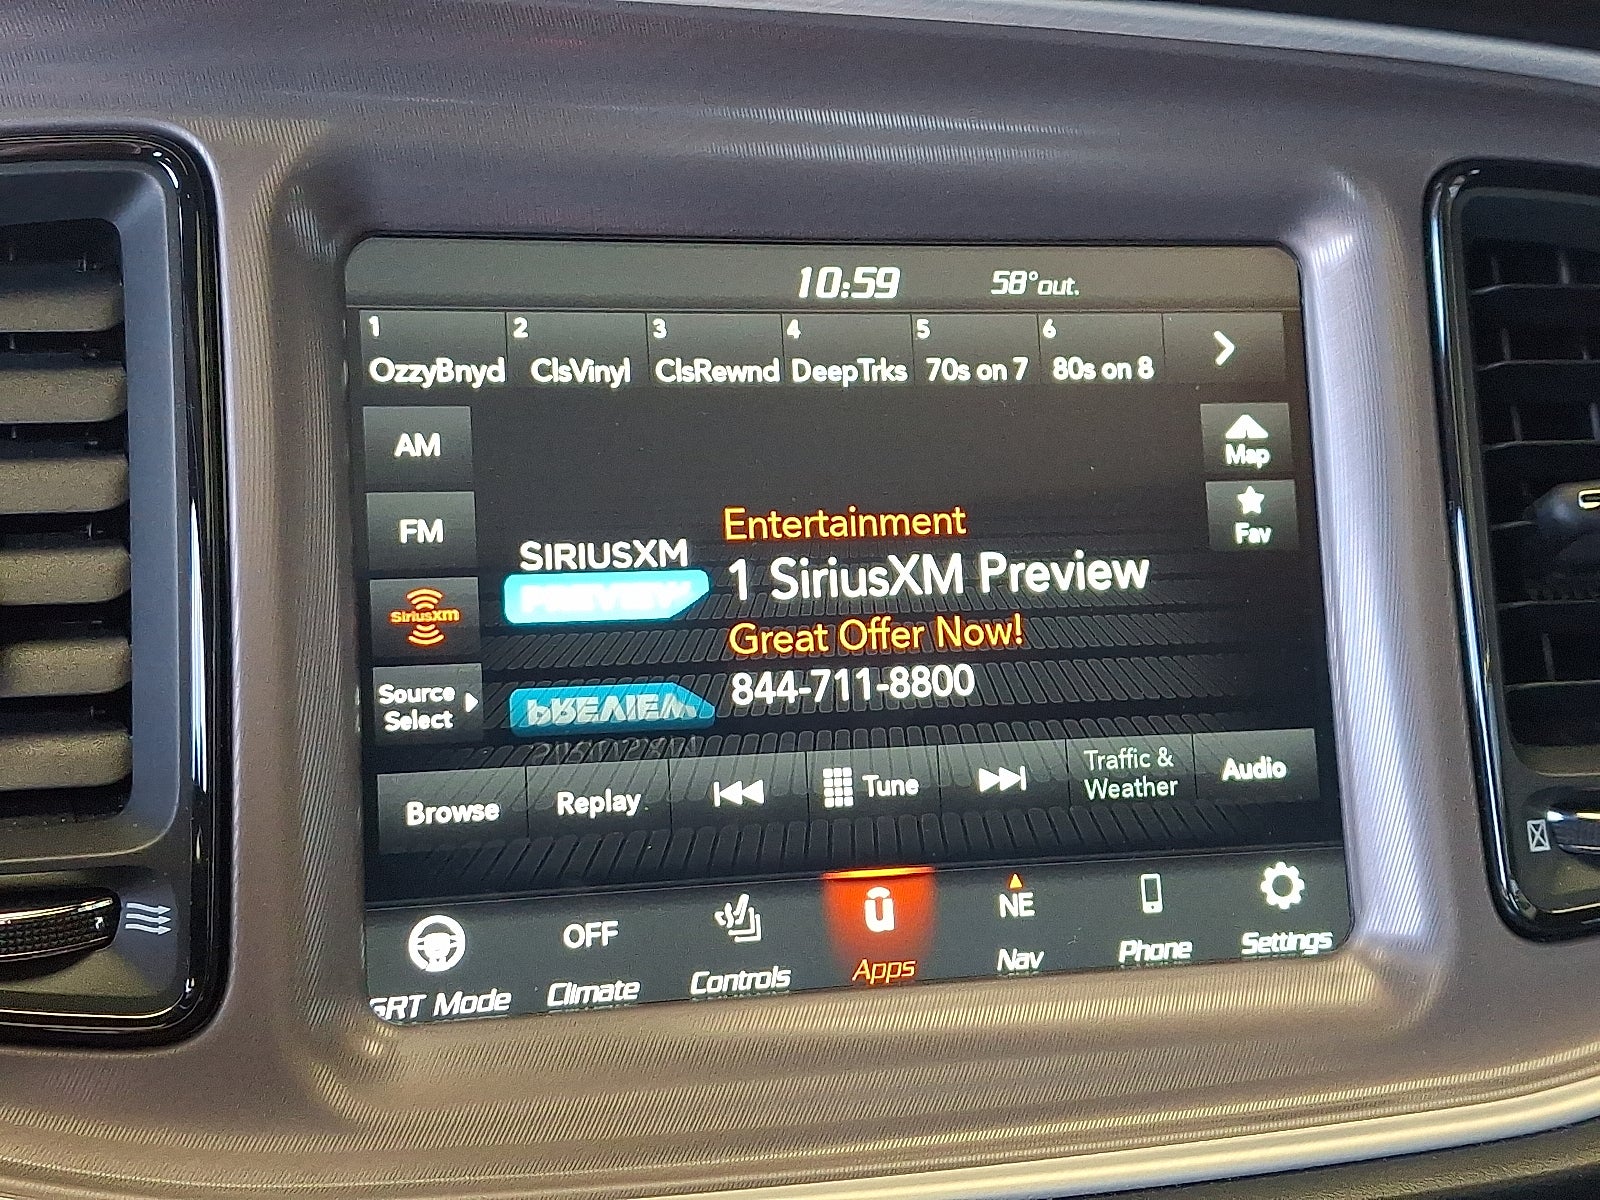 10:59 58°out.
1 2 3 4 5 6
OzzyBnyd ClsVinyl ClsRewnd DeepTrks 70s on 7 80s on 8
AM
Map
FM
Fav
Entertainment
SIRIUSXM
PREVIEW
1 SiriusXM Preview
SiriusXm
Great Offer Now!
844-711-8800
Source
Select
Browse Replay Tune Traffic &
Weather Audio
OFF NE
SRT Mode Climate Controls Apps Nav Phone Settings